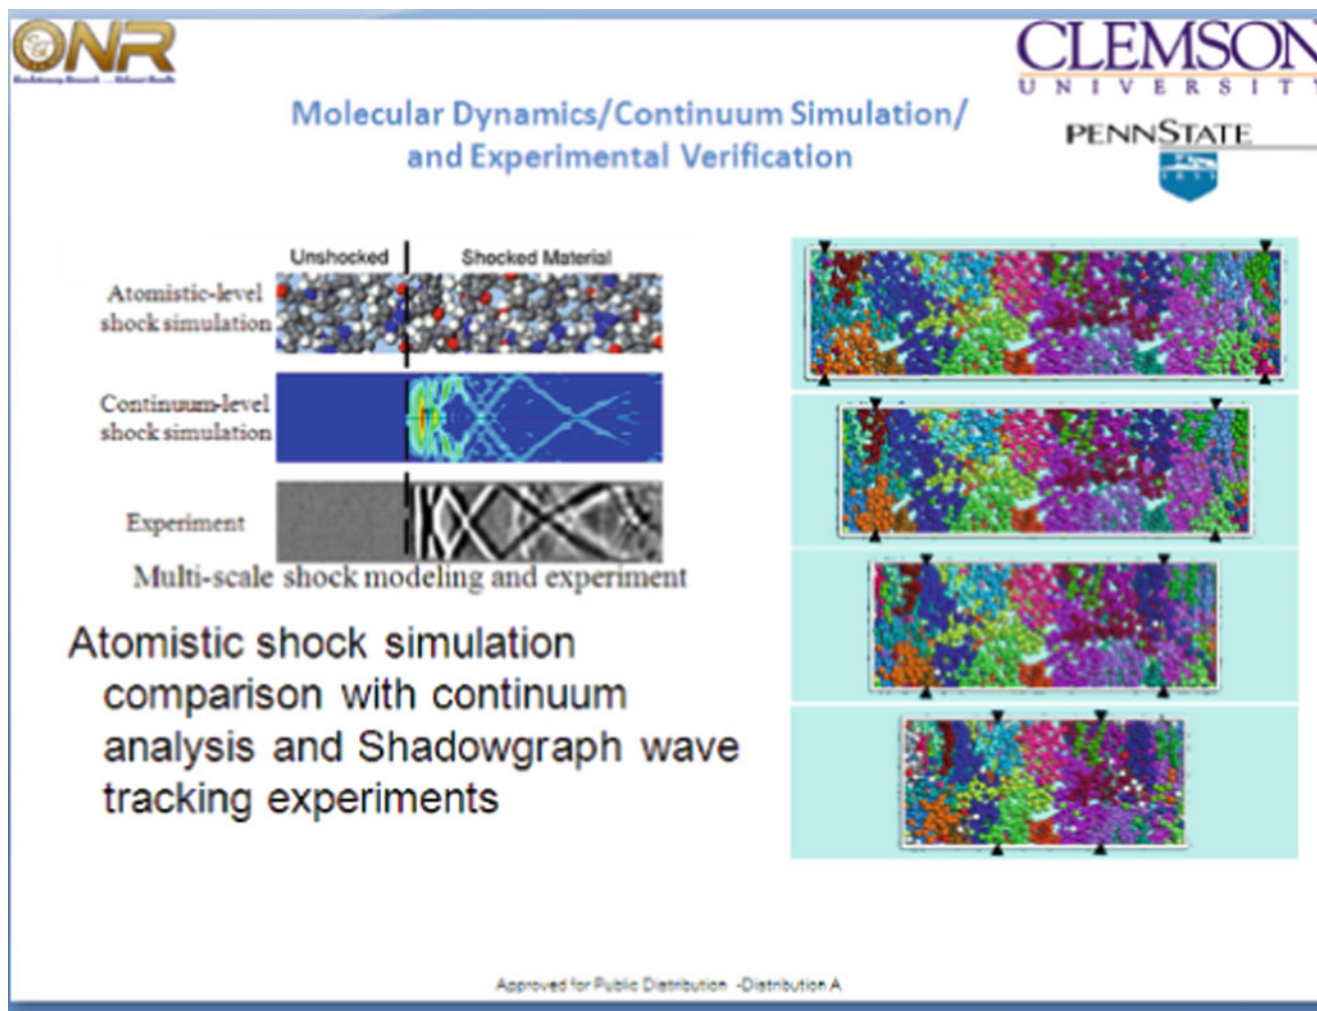 ONR
CLEMSON
UNIVERSITY
PENNSTATE
1855
Molecular Dynamics/Continuum Simulation/
and Experimental Verification
Unshocked
Shocked Material
Atomistic-level
shock simulation
Continuum-level
shock simulation
Experiment
Multi-scale shock modeling and experiment
Atomistic shock simulation
comparison with continuum
analysis and Shadowgraph wave
tracking experiments
Approved for Public Distribution -Distribution A